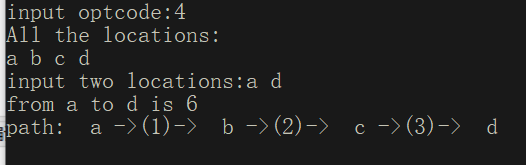 input optcode:4
All the locations:
a b c d
input two locations:a d
from a to d is 6
path:  a ->(1)->  b ->(2)->  c ->(3)->  d